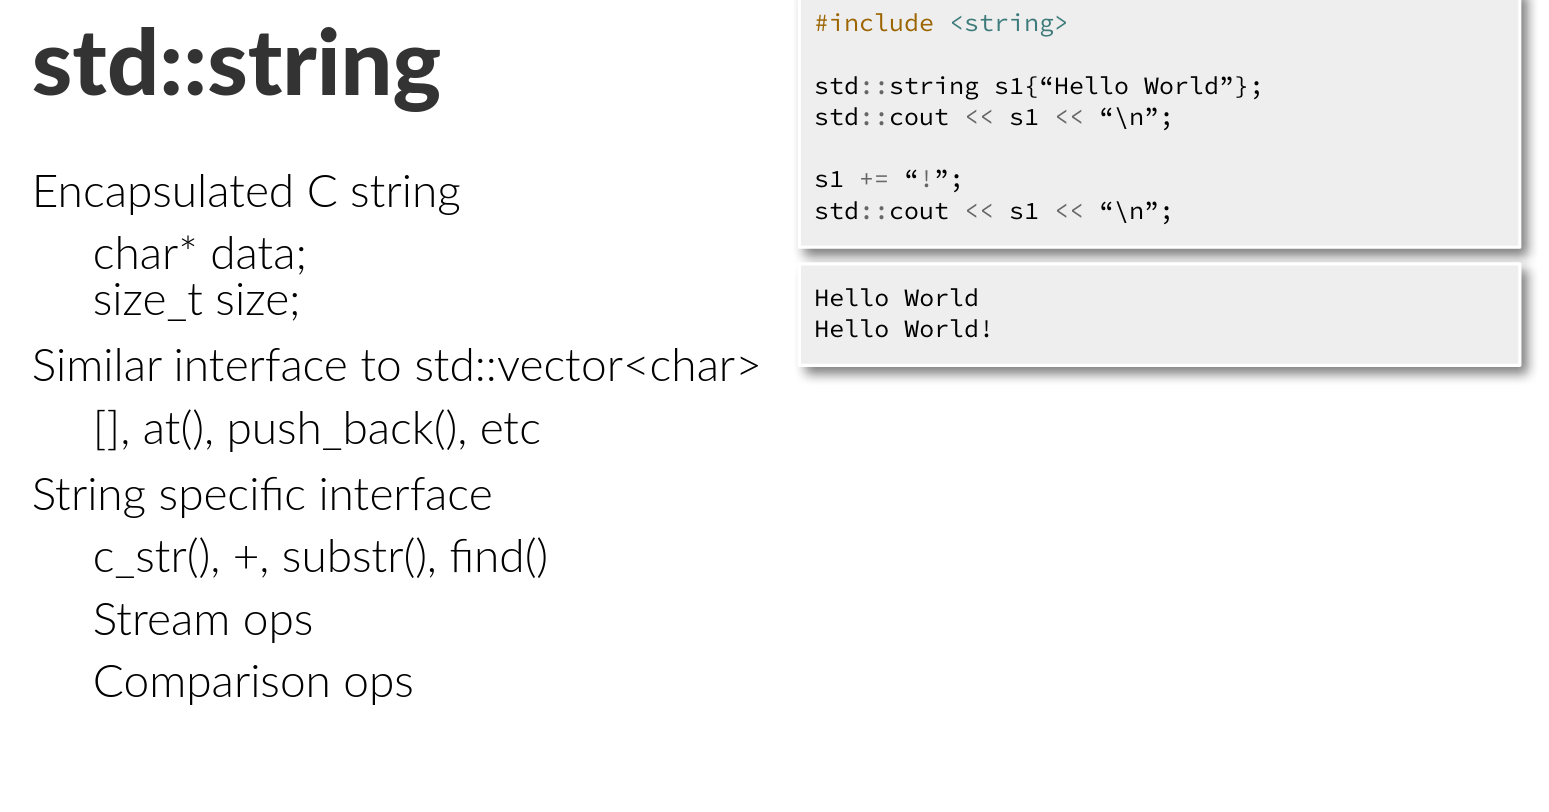 std::string
Encapsulated C string
char* data;
size_t size;
Similar interface to std::vector<char>
[], at(), push_back(), etc
String specific interface
c_str(), +, substr(), find()
Stream ops
Comparison ops
#include <string>
std::string s1{“Hello World”};
std::cout << s1 << “\n”;
s1 += “!”;
std::cout << s1 << “\n”;
Hello World
Hello World!